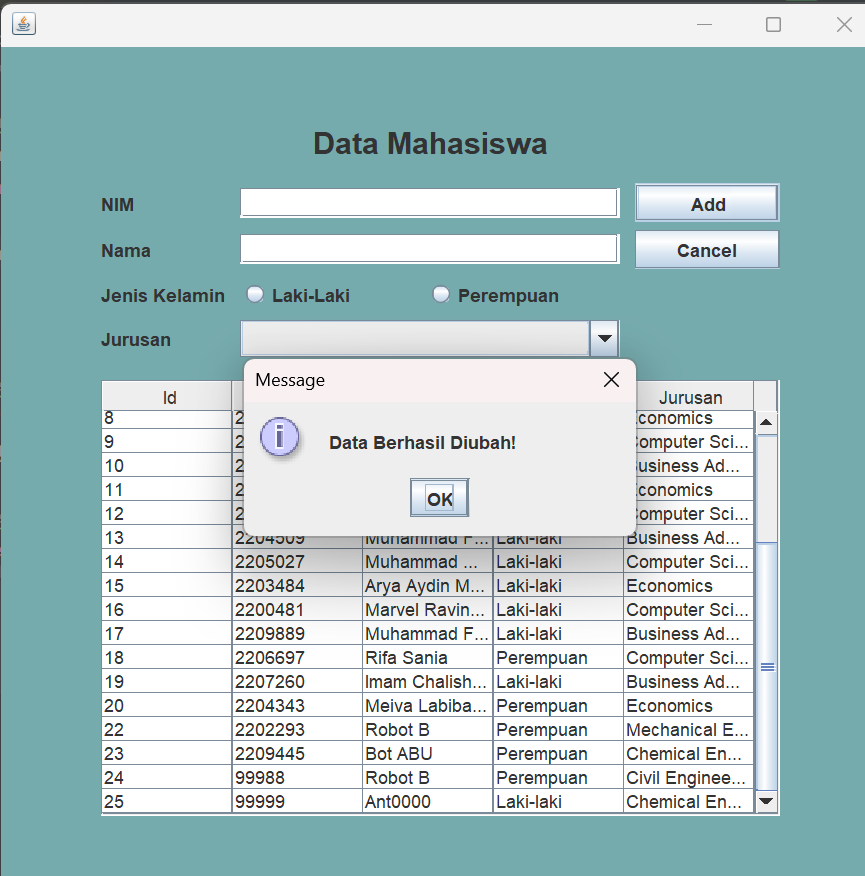 Data Mahasiswa
NIM
Add
Nama
Cancel
Jenis Kelamin Laki-Laki Perempuan
Jurusan
Message
Data Berhasil Diubah!
OK
Id Jurusan
8 2 Economics
9 2 Computer Sci...
10 2 Business Ad...
11 2 Economics
12 2 Computer Sci...
13 2204509 Muhammad F... Laki-laki Business Ad...
14 2205027 Muhammad ... Laki-laki Computer Sci...
15 2203484 Arya Aydin M... Laki-laki Economics
16 2200481 Marvel Ravin... Laki-laki Computer Sci...
17 2209889 Muhammad F... Laki-laki Business Ad...
18 2206697 Rifa Sania Perempuan Computer Sci...
19 2207260 Imam Chalish... Laki-laki Business Ad...
20 2204343 Meiva Labiba... Perempuan Economics
22 2202293 Robot B Perempuan Mechanical E...
23 2209445 Bot ABU Perempuan Chemical En...
24 99988 Robot B Perempuan Civil Enginee...
25 99999 Ant0000 Laki-laki Chemical En...